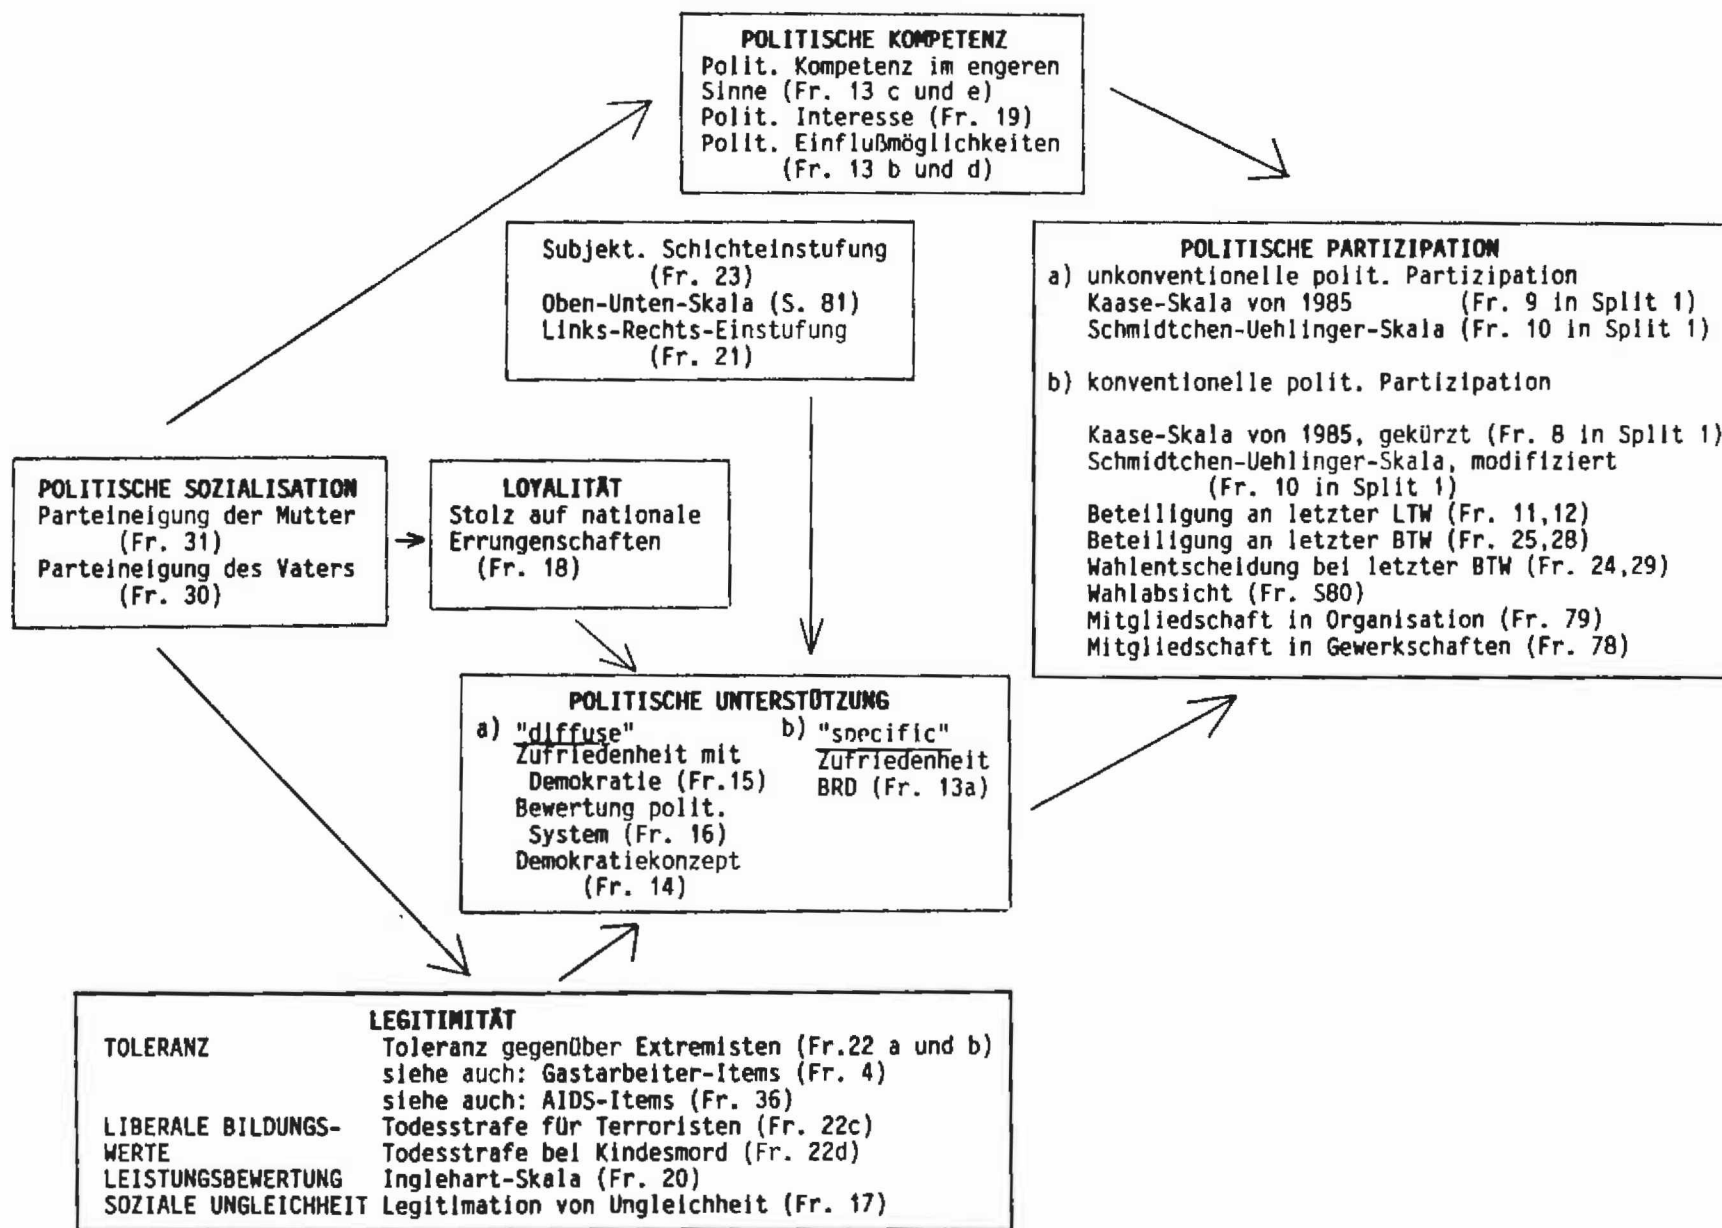 POLITISCHE KOMPETENZ
Polit. Kompetenz im engeren
Sinne (Fr. 13 c und e)
Polit. Interesse (Fr. 19)
Polit. Einflußmöglichkeiten
(Fr. 13 b und d)
Subjekt. Schichteinstufung
(Fr. 23)
Oben-Unten-Skala (S. 81)
Links-Rechts-Einstufung
(Fr. 21)
POLITISCHE PARTIZIPATION
a) unkonventionelle polit. Partizipation
Kaase-Skala von 1985 (Fr. 9 in Split 1)
Schmidtchen-Uehlinger-Skala (Fr. 10 in Split 1)
b) konventionelle polit. Partizipation
Kaase-Skala von 1985, gekürzt (Fr. 8 in Split 1)
Schmidtchen-Uehlinger-Skala, modifiziert
(Fr. 10 in Split 1)
Beteiligung an letzter LTW (Fr. 11,12)
Beteiligung an letzter BTW (Fr. 25,28)
Wahlentscheidung bei letzter BTW (Fr. 24,29)
Wahlabsicht (Fr. S80)
Mitgliedschaft in Organisation (Fr. 79)
Mitgliedschaft in Gewerkschaften (Fr. 78)
POLITISCHE SOZIALISATION
Parteineigung der Mutter
(Fr. 31)
Parteineigung des Vaters
(Fr. 30)
LOYALITÄT
Stolz auf nationale
Errungenschaften
(Fr. 18)
POLITISCHE UNTERSTÜTZUNG
a) "diffuse"
Zufriedenheit mit
Demokratie (Fr.15)
Bewertung polit.
System (Fr. 16)
Demokratiekonzept
(Fr. 14)
b) "specific"
Zufriedenheit
BRD (Fr. 13a)
LEGITIMITÄT
TOLERANZ Toleranz gegenüber Extremisten (Fr.22 a und b)
siehe auch: Gastarbeiter-Items (Fr. 4)
siehe auch: AIDS-Items (Fr. 36)
LIBERALE BILDUNGS- Todesstrafe für Terroristen (Fr. 22c)
WERTE Todesstrafe bei Kindesmord (Fr. 22d)
LEISTUNGSBEWERTUNG Inglehart-Skala (Fr. 20)
SOZIALE UNGLEICHHEIT Legitimation von Ungleichheit (Fr. 17)